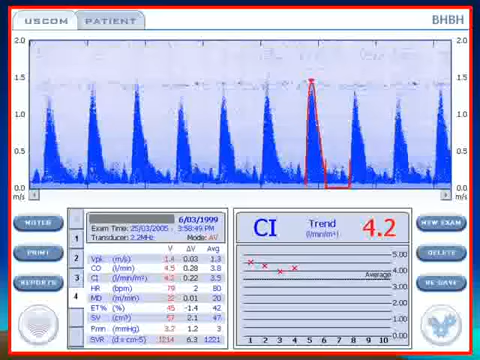 USCOM PATIENT BHBH
2.0 2.0
1.5 1.5
1.0 1.0
0.5 0.5
0.0 0.0
m/s m/s
NOTES
PRINT
REPORTS
1
2
3
4
6/03/1999
Exam Time: 25/03/2005 - 3:58:49 PM
Transducer: 2.2MHz Mode: AV
V ΔV Avg
Vpk (m/s) 1.4 0.03 1.3
CO (l/min) 4.5 0.28 3.8
CI (l/min/m²) 4.2 0.22 3.5
HR (bpm) 79 2 80
MD (m/min) 22 0.01 20
ET% (%) 45 -1.4 42
SV (cm³) 57 2.1 47
Pmn (mmHg) 3.2 1.2 3
SVR (d=cm-5) 1214 6.3 1221
CI Trend 4.2
(l/min/m²)
5.00
4.00
Average
3.00
2.00
1.00
0.00
1 2 3 4 5 6 7 8 9 10
NEW EXAM
DELETE
RE SAVE